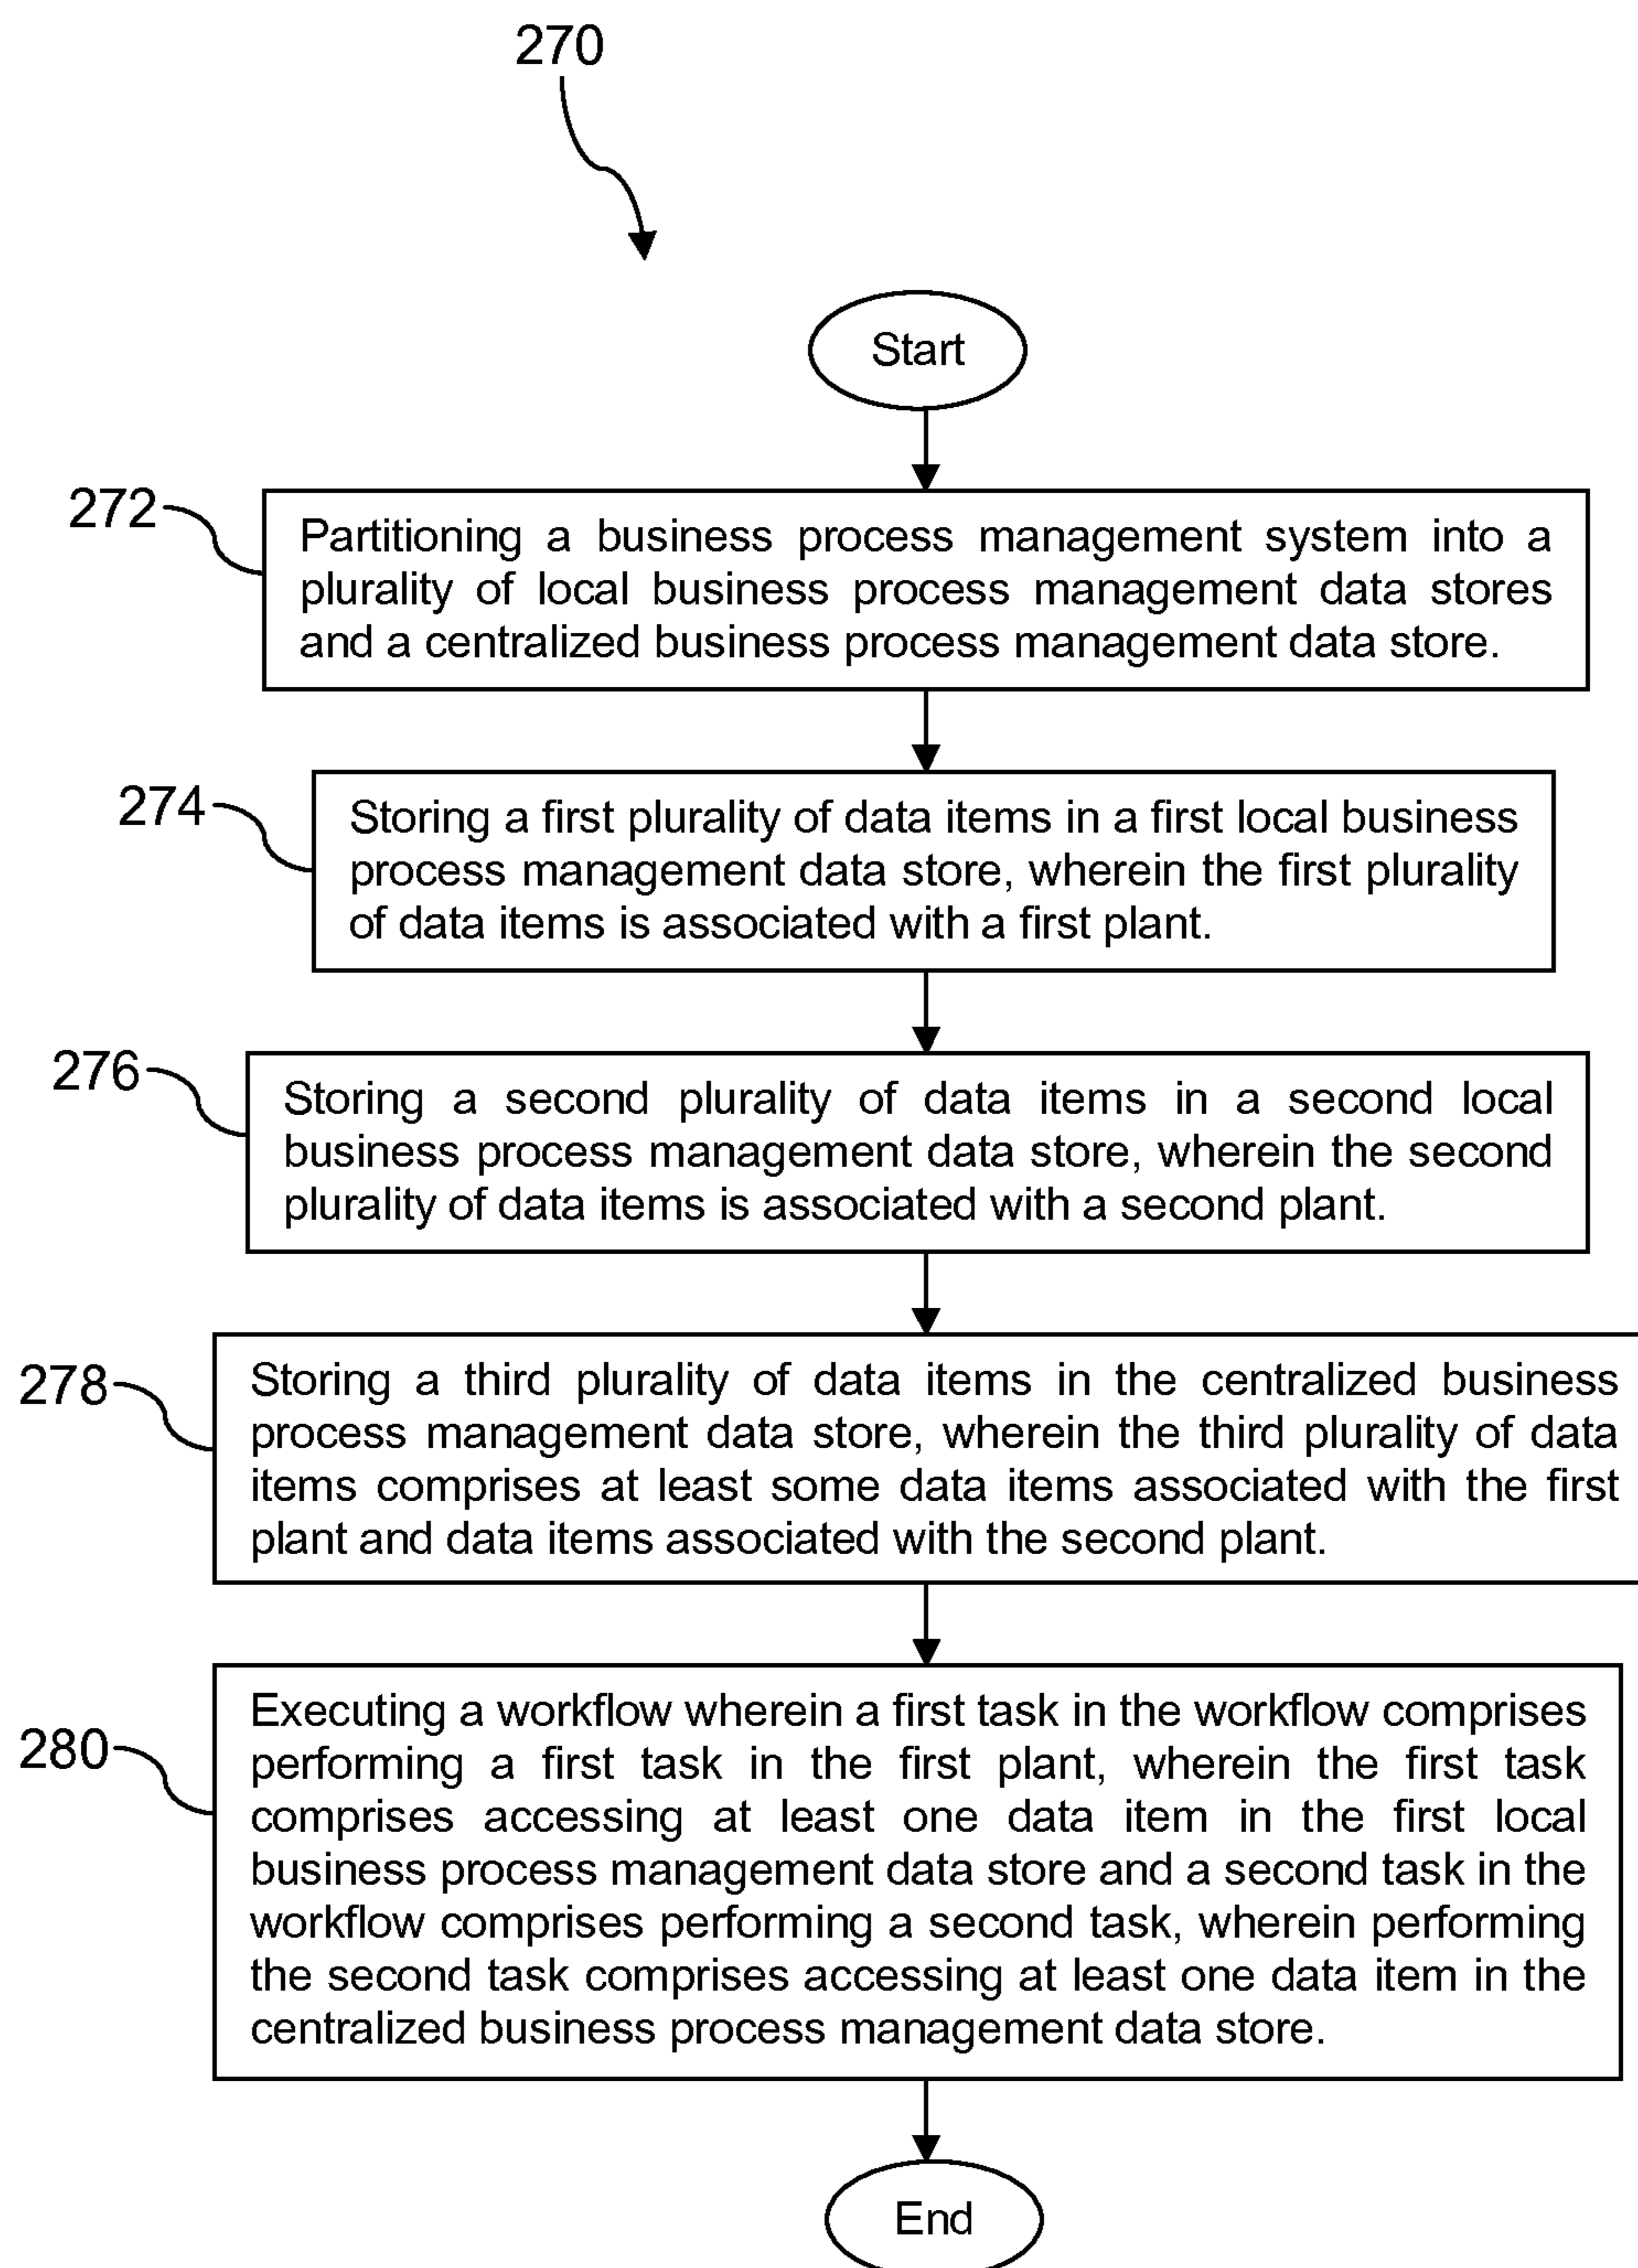 270
Start
272
Partitioning a business process management system into a
plurality of local business process management data stores
and a centralized business process management data store.
274
Storing a first plurality of data items in a first local business
process management data store, wherein the first plurality
of data items is associated with a first plant.
276
Storing a second plurality of data items in a second local
business process management data store, wherein the second
plurality of data items is associated with a second plant.
278
Storing a third plurality of data items in the centralized business
process management data store, wherein the third plurality of data
items comprises at least some data items associated with the first
plant and data items associated with the second plant.
280
Executing a workflow wherein a first task in the workflow comprises
performing a first task in the first plant, wherein the first task
comprises accessing at least one data item in the first local
business process management data store and a second task in the
workflow comprises performing a second task, wherein performing
the second task comprises accessing at least one data item in the
centralized business process management data store.
End